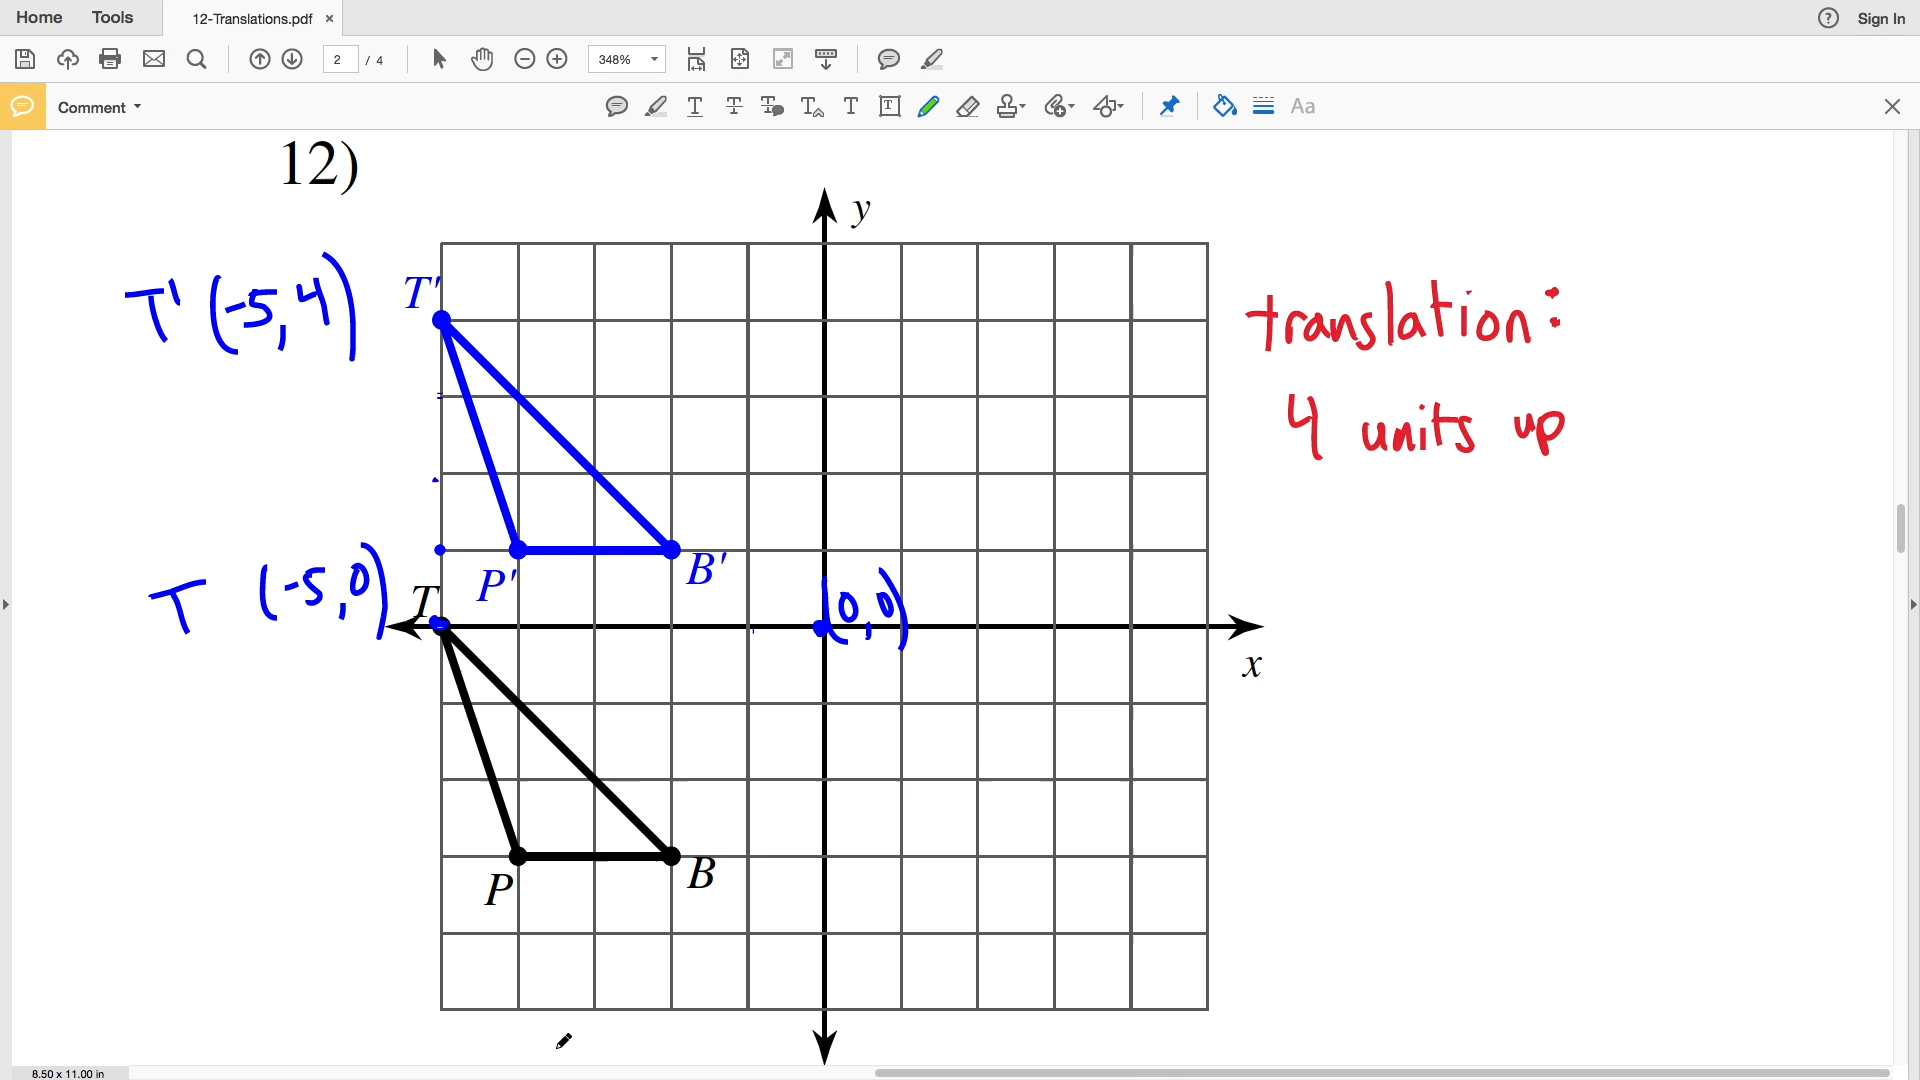 Home Tools 12-Translations.pdf × ? Sign In
2 / 4 348%
Comment T T T T T T Aa
12)
y
T' (-5,4) T'
translation:
4 units up
P' B'
T (-5,0) T (0,0)
x
P B
8.50 x 11.00 in